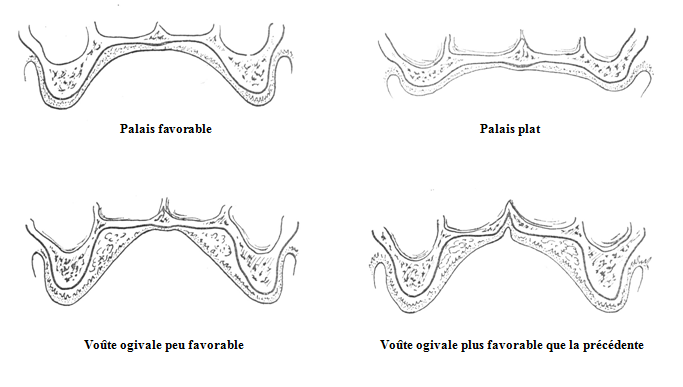 Palais favorable
Palais plat
Voûte ogivale peu favorable
Voûte ogivale plus favorable que la précédente